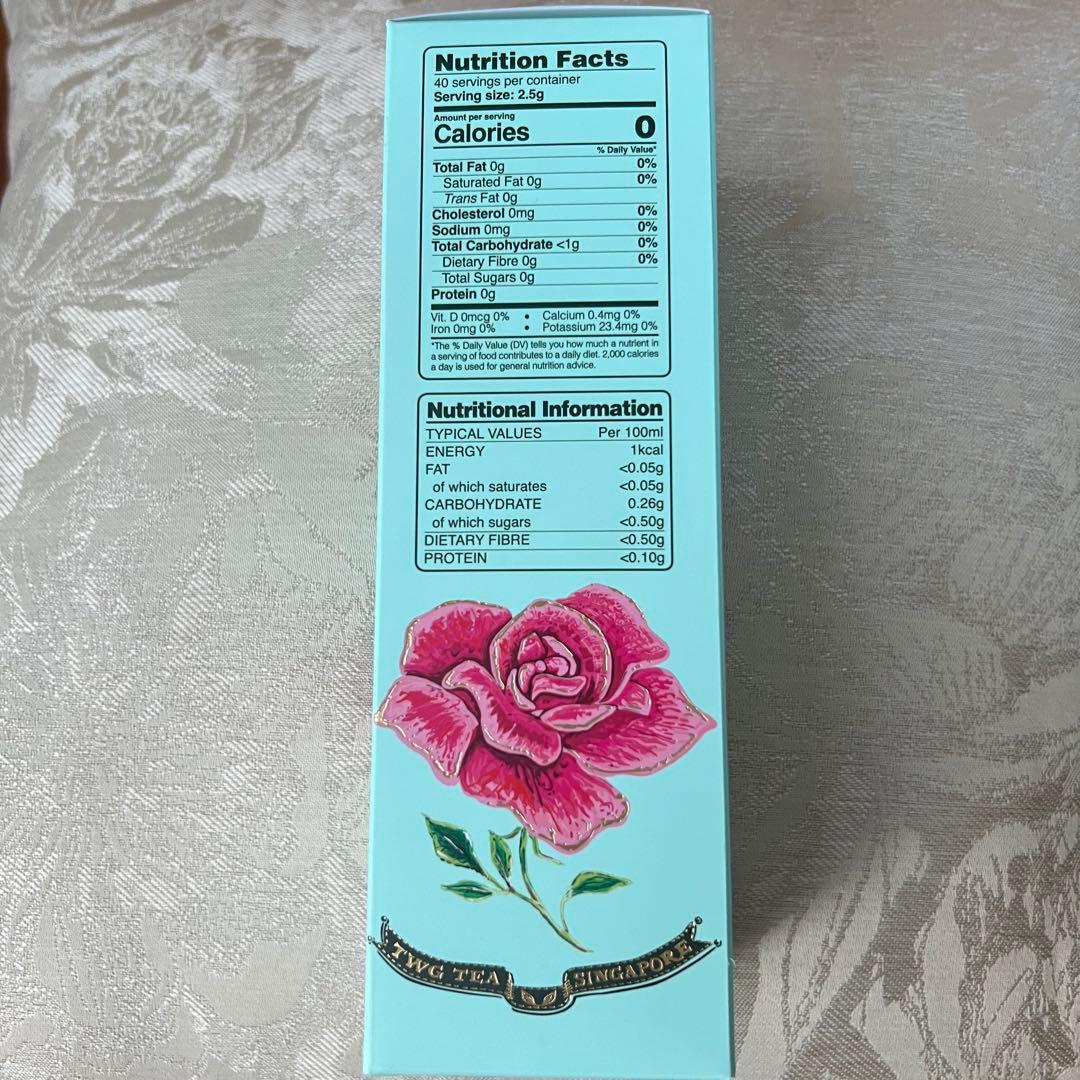 Nutrition Facts
40 servings per container
Serving size: 2.5g
Amount per serving
Calories 0
% Daily Value*
Total Fat 0g 0%
Saturated Fat 0g 0%
Trans Fat 0g
Cholesterol 0mg 0%
Sodium 0mg 0%
Total Carbohydrate <1g 0%
Dietary Fibre 0g 0%
Total Sugars 0g
Protein 0g
Vit. D 0mcg 0% • Calcium 0.4mg 0%
Iron 0mg 0% • Potassium 23.4mg 0%
*The % Daily Value (DV) tells you how much a nutrient in
a serving of food contributes to a daily diet. 2,000 calories
a day is used for general nutrition advice.
Nutritional Information
TYPICAL VALUES Per 100ml
ENERGY 1kcal
FAT <0.05g
of which saturates <0.05g
CARBOHYDRATE 0.26g
of which sugars <0.50g
DIETARY FIBRE <0.50g
PROTEIN <0.10g
TWG TEA SINGAPORE